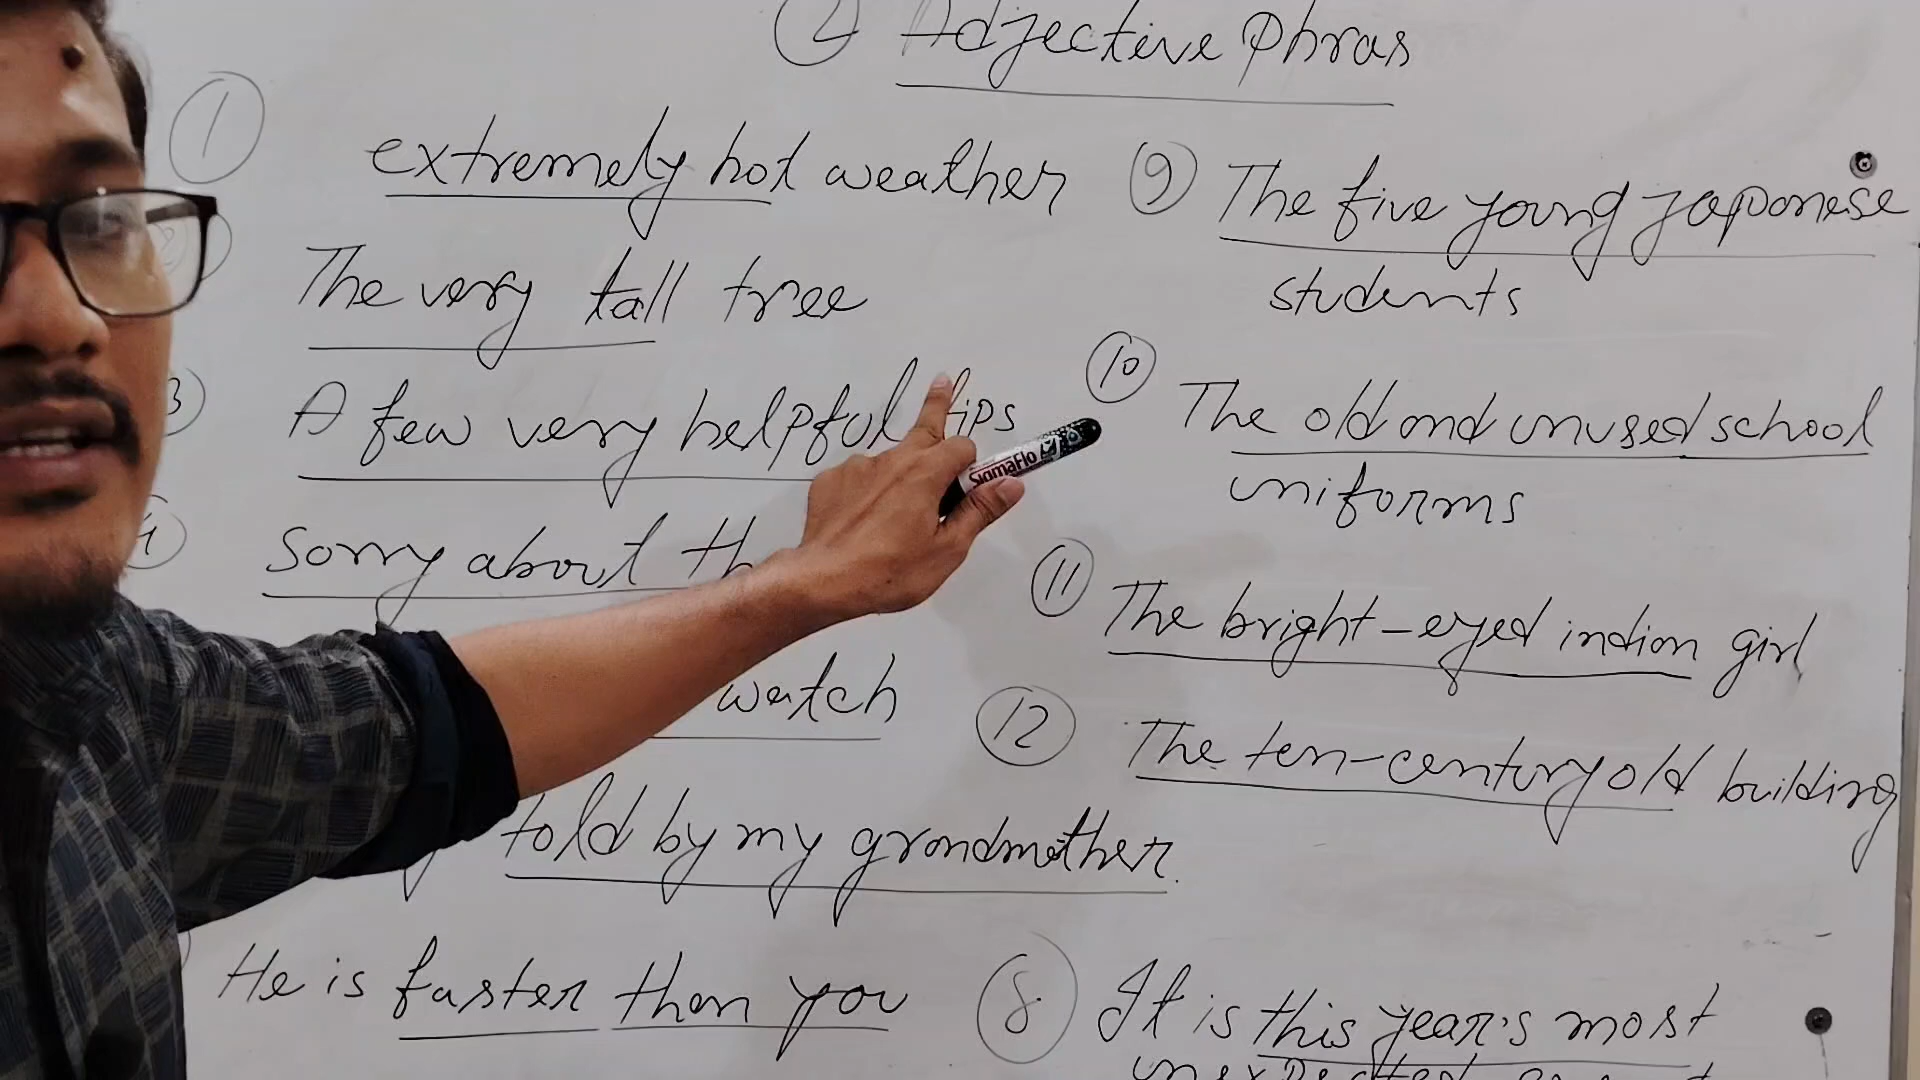 2 Adjective phras
1 extremely hot weather
The very tall tree
3 A few very helpful tips
4 Sorry about
watch
told by my grandmother.
He is faster than you
8 It is this year's most
9 The five young Japanese
students
10 The old and unused school
uniforms
11 The bright-eyed indian girl
12 The ten-century old building
SigmaFlo